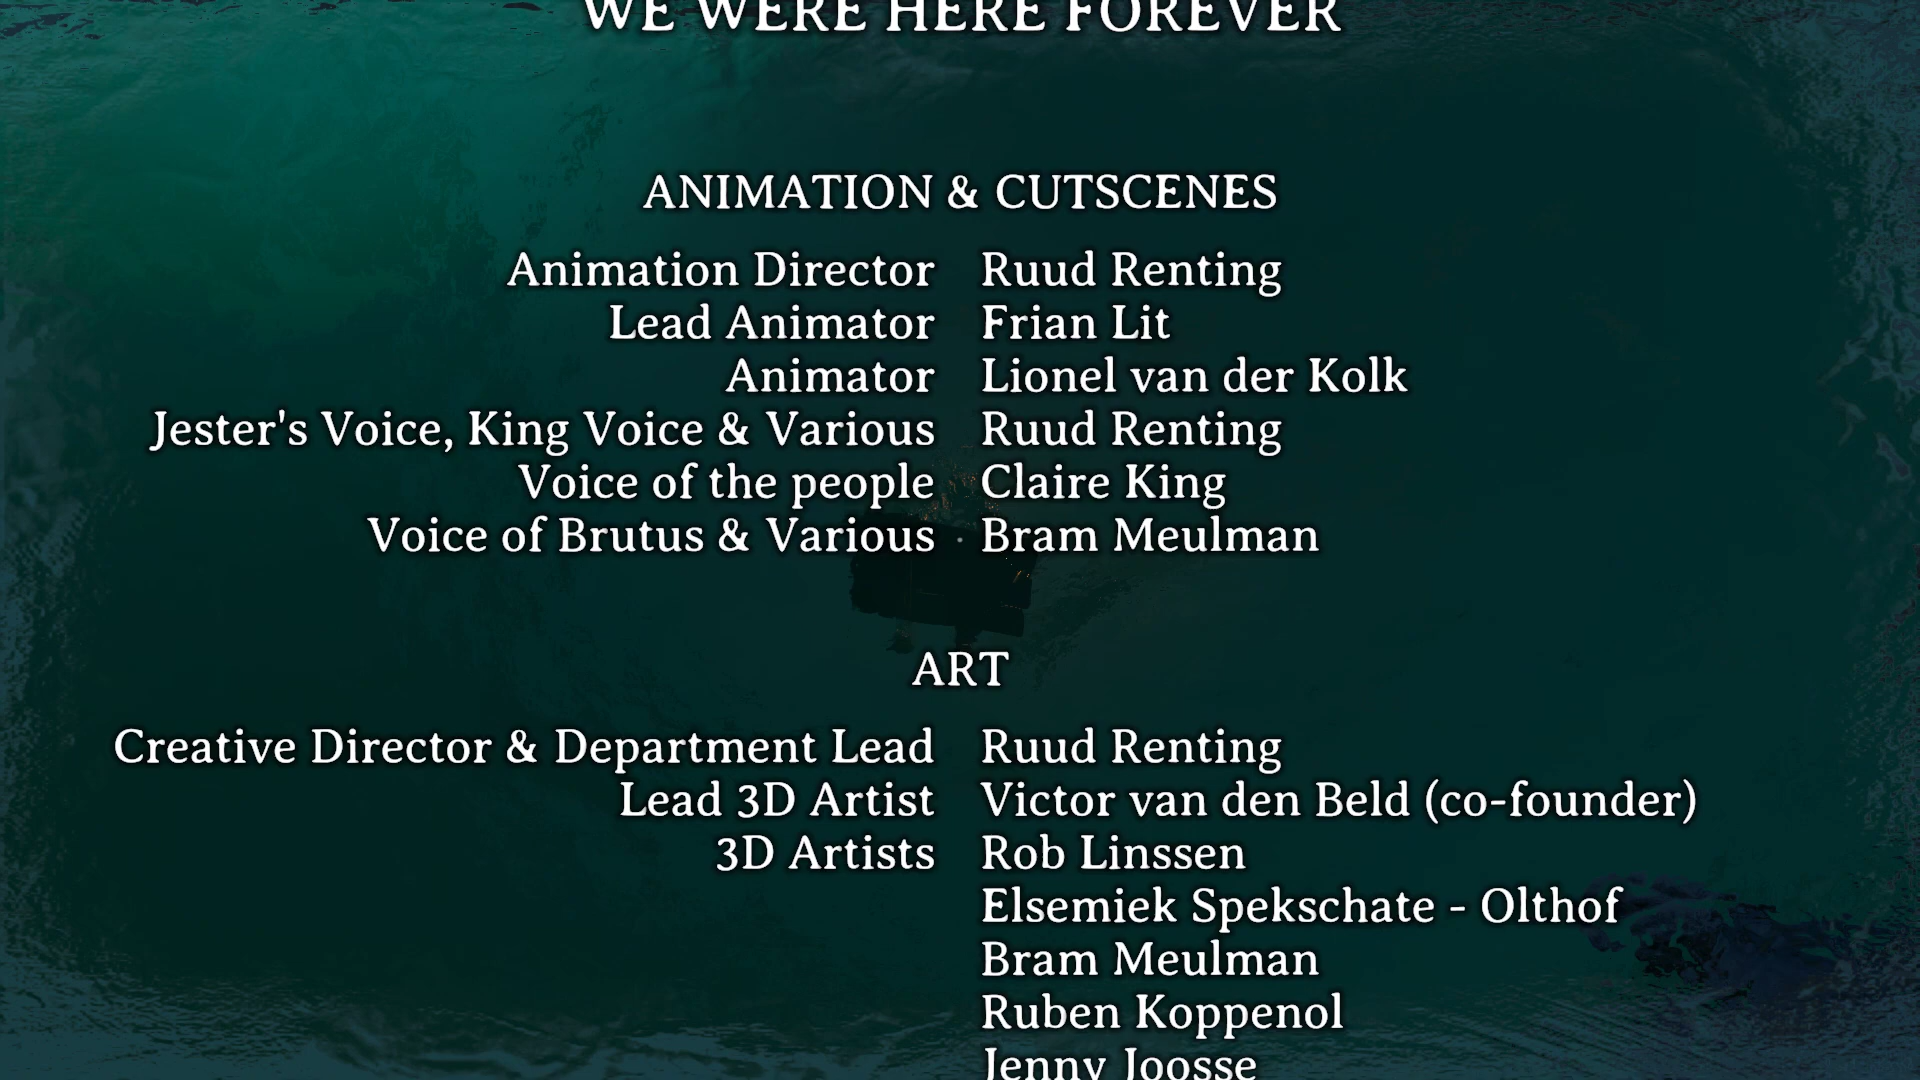 WE WERE HERE FOREVER
ANIMATION & CUTSCENES
Animation Director Ruud Renting
Lead Animator Frian Lit
Animator Lionel van der Kolk
Jester's Voice, King Voice & Various Ruud Renting
Voice of the people Claire King
Voice of Brutus & Various Bram Meulman
ART
Creative Director & Department Lead Ruud Renting
Lead 3D Artist Victor van den Beld (co-founder)
3D Artists Rob Linssen
Elsemiek Spekschate - Olthof
Bram Meulman
Ruben Koppenol
Jenny Joosse